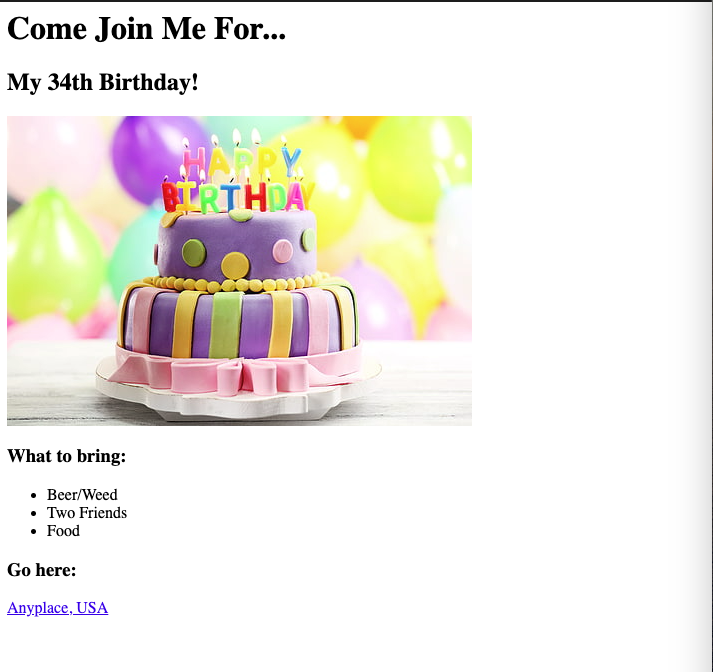 Come Join Me For...
My 34th Birthday!
HAPPY
BIRTHDAY
What to bring:
Beer/Weed
Two Friends
Food
Go here:
Anyplace, USA